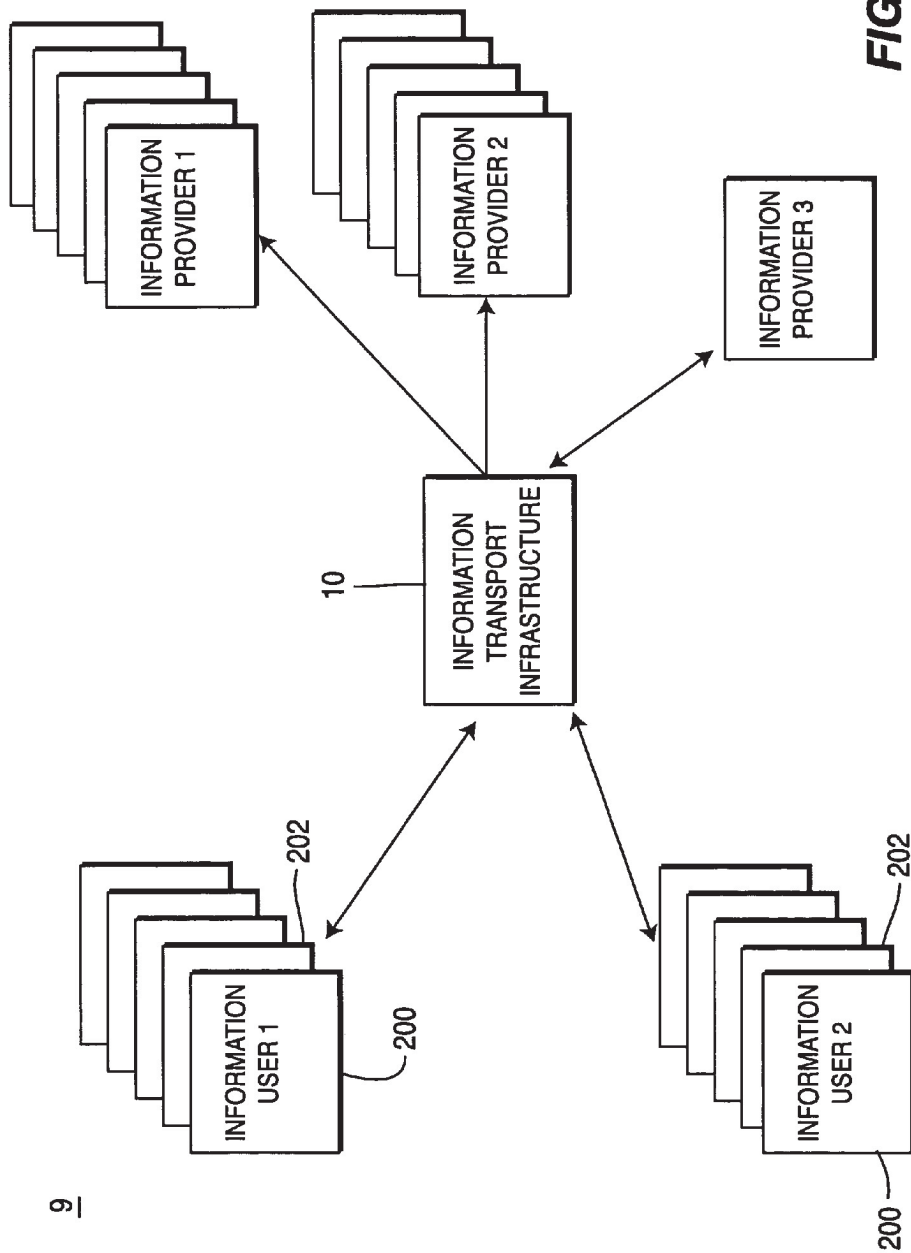 9
INFORMATION
USER 1
202
200
INFORMATION
PROVIDER 1
10
INFORMATION
TRANSPORT
INFRASTRUCTURE
INFORMATION
PROVIDER 2
INFORMATION
PROVIDER 3
INFORMATION
USER 2
202
200
FIG